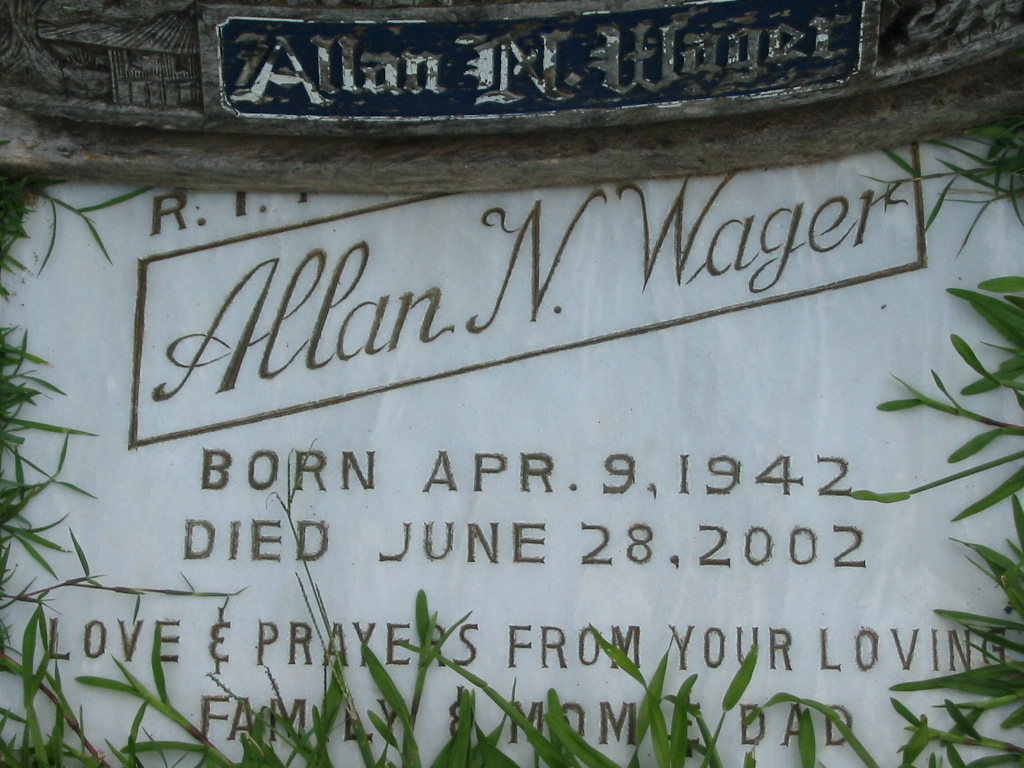 Allan N. Wager
R. I. P
Allan N. Wager
BORN APR. 9, 1942
DIED JUNE 28, 2002
LOVE & PRAYERS FROM YOUR LOVING
FAMILY & MOM & DAD